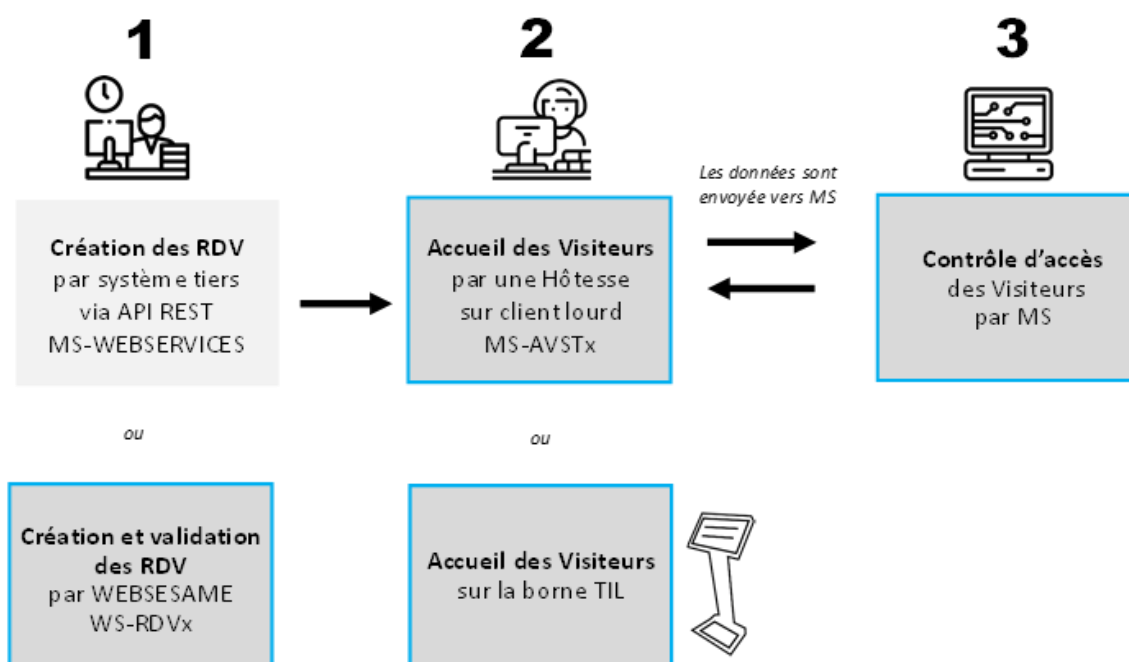 1
2
3
Création des RDV
par système tiers
via API REST
MS-WEBSERVICES
Accueil des Visiteurs
par une Hôtesse
sur client lourd
MS-AVSTx
Les données sont
envoyée vers MS
Contrôle d'accès
des Visiteurs
par MS
ou
ou
Création et validation
des RDV
par WEBSESAME
WS-RDVx
Accueil des Visiteurs
sur la borne TIL